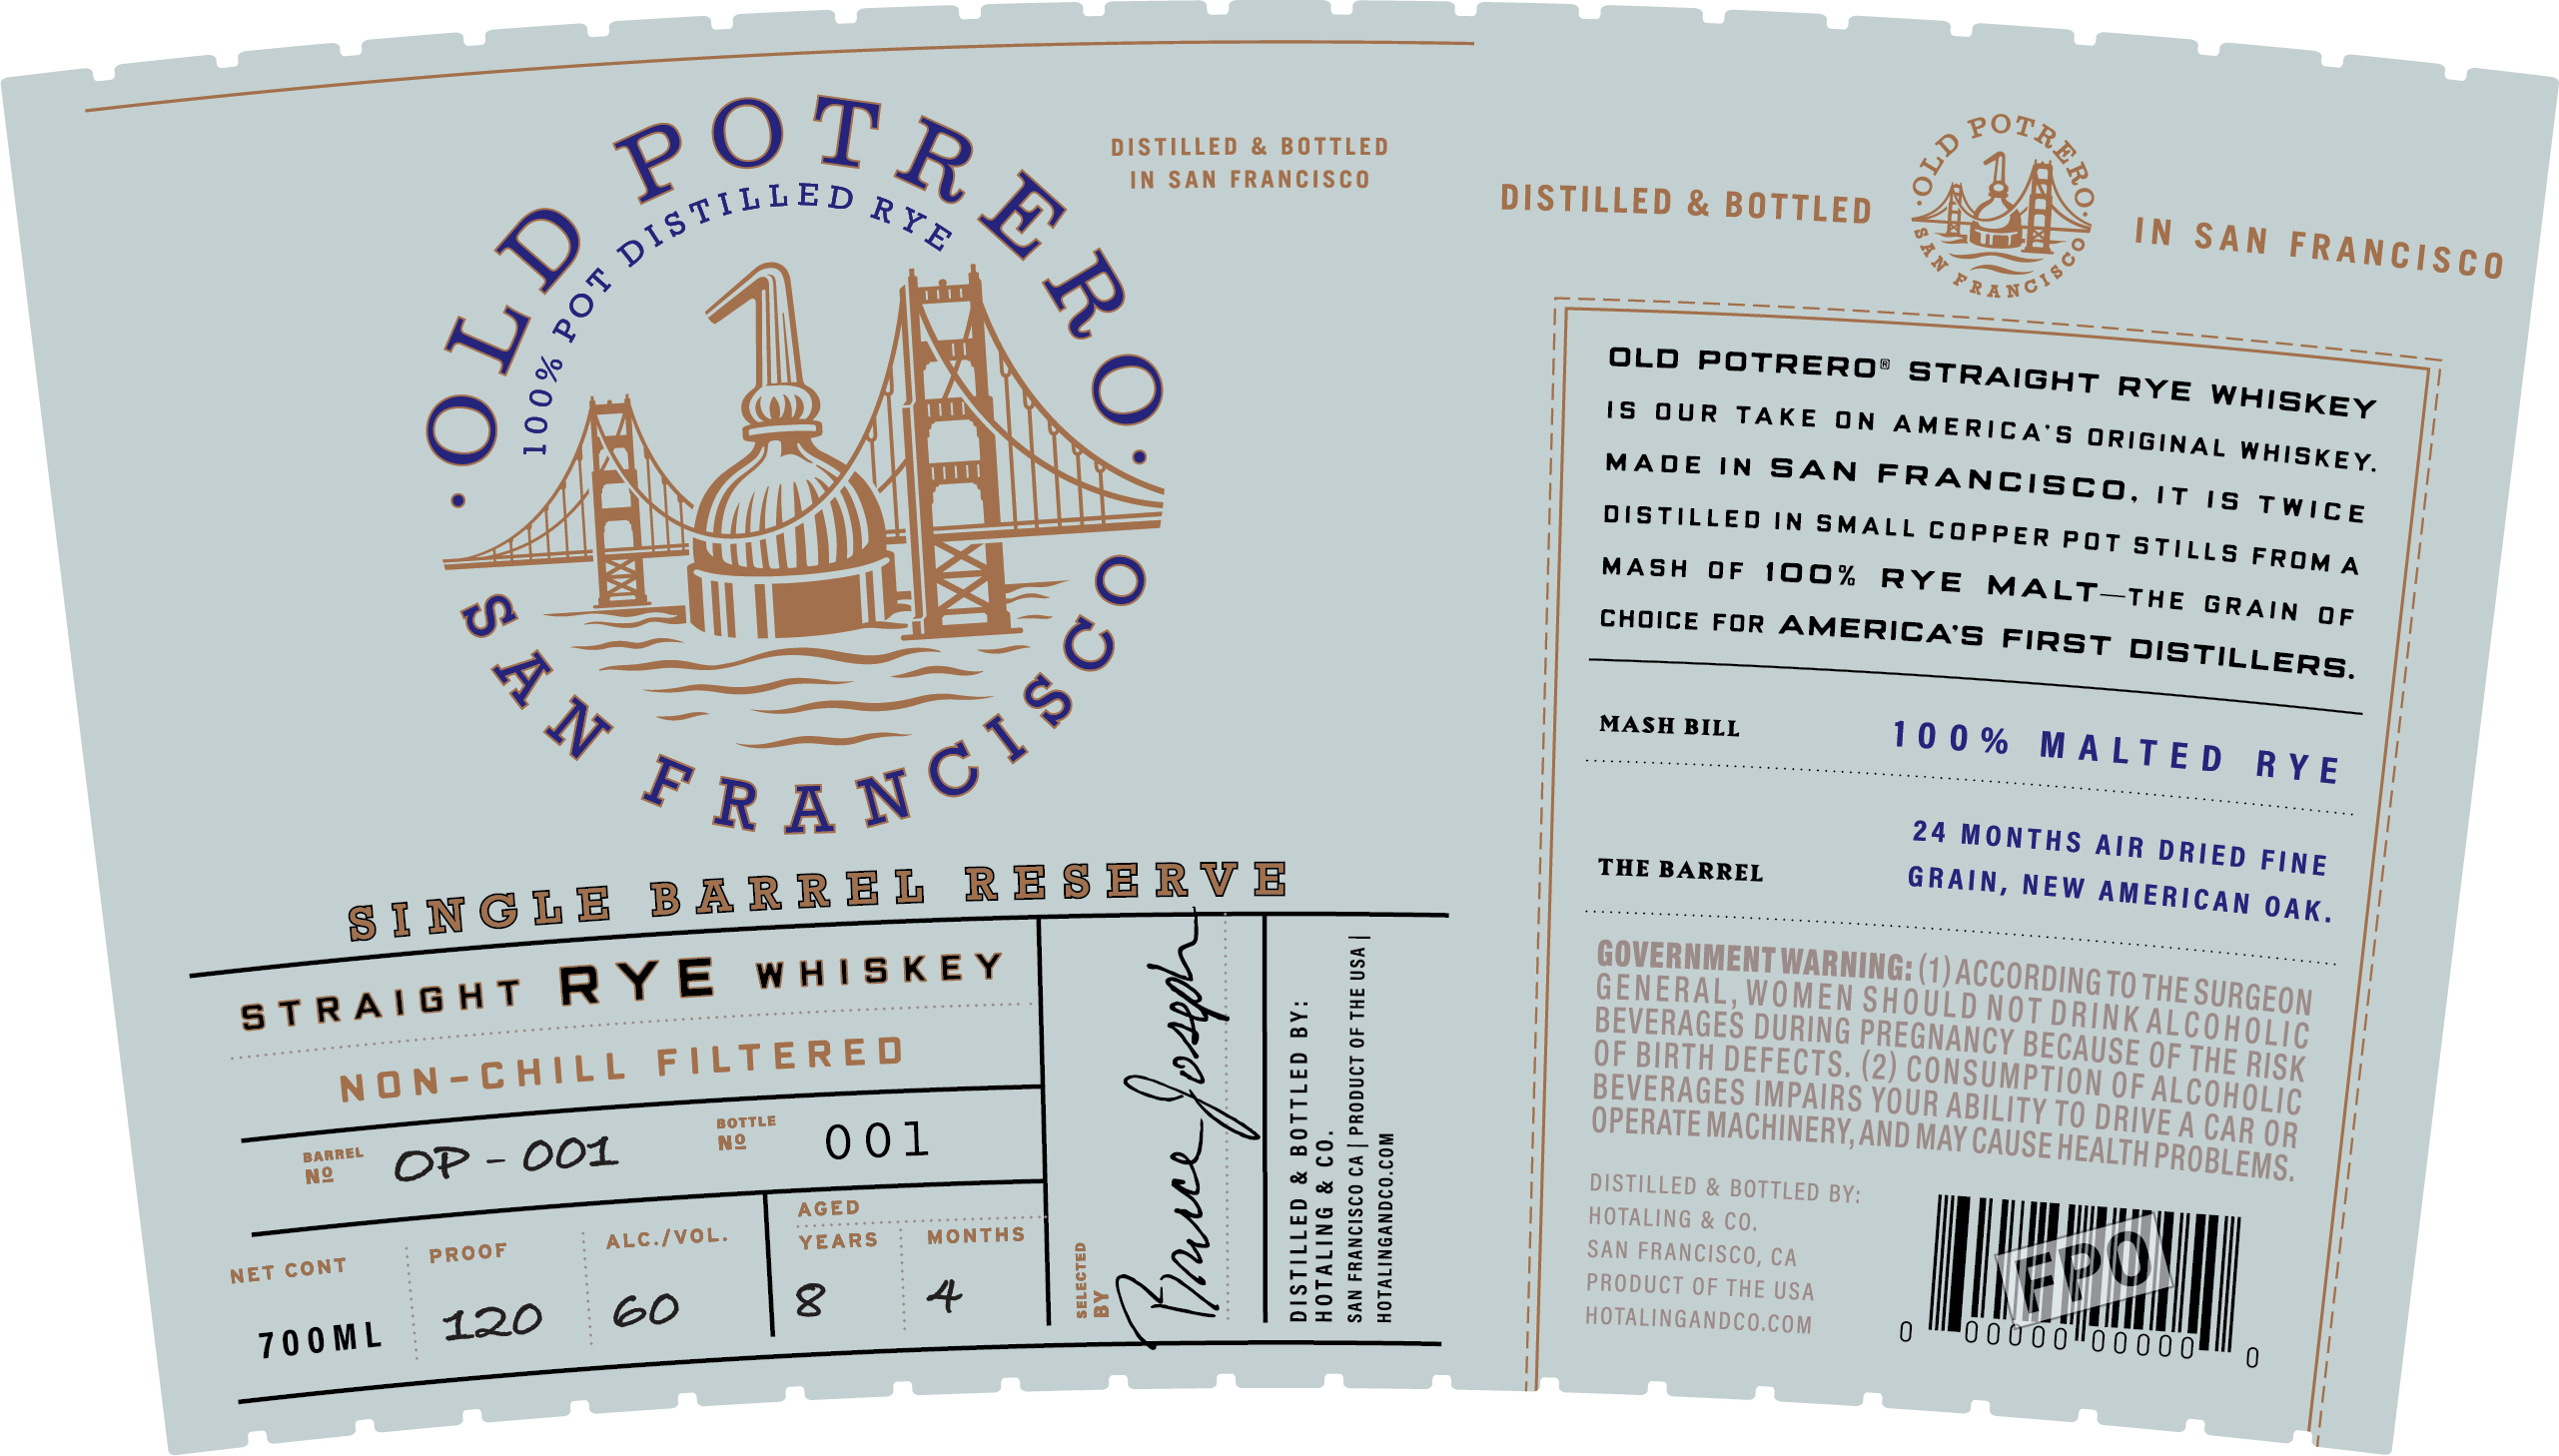 ·OLD POTRERO·
100% POT DISTILLED RYE
SAN FRANCISCO
DISTILLED & BOTTLED
IN SAN FRANCISCO
SINGLE BARREL RESERVE
STRAIGHT RYE WHISKEY
NON-CHILL FILTERED
BARREL
Nº
OP-001
BOTTLE
Nº
001
NET CONT
700ML
PROOF
120
ALC./VOL.
60
AGED
YEARS
8
MONTHS
4
SELECTED
BY
Bruce Joseph
DISTILLED & BOTTLED BY:
HOTALING & CO.
SAN FRANCISCO CA | PRODUCT OF THE USA |
HOTALINGANDCO.COM
DISTILLED & BOTTLED
·OLD POTRERO·
SAN FRANCISCO
IN SAN FRANCISCO
OLD POTRERO® STRAIGHT RYE WHISKEY
IS OUR TAKE ON AMERICA'S ORIGINAL WHISKEY.
MADE IN SAN FRANCISCO, IT IS TWICE
DISTILLED IN SMALL COPPER POT STILLS FROM A
MASH OF 100% RYE MALT—THE GRAIN OF
CHOICE FOR AMERICA'S FIRST DISTILLERS.
MASH BILL
100% MALTED RYE
THE BARREL
24 MONTHS AIR DRIED FINE
GRAIN, NEW AMERICAN OAK.
GOVERNMENT WARNING: (1) ACCORDING TO THE SURGEON
GENERAL, WOMEN SHOULD NOT DRINK ALCOHOLIC
BEVERAGES DURING PREGNANCY BECAUSE OF THE RISK
OF BIRTH DEFECTS. (2) CONSUMPTION OF ALCOHOLIC
BEVERAGES IMPAIRS YOUR ABILITY TO DRIVE A CAR OR
OPERATE MACHINERY, AND MAY CAUSE HEALTH PROBLEMS.
DISTILLED & BOTTLED BY:
HOTALING & CO.
SAN FRANCISCO, CA
PRODUCT OF THE USA
HOTALINGANDCO.COM
FPO
0 00000 00000 0